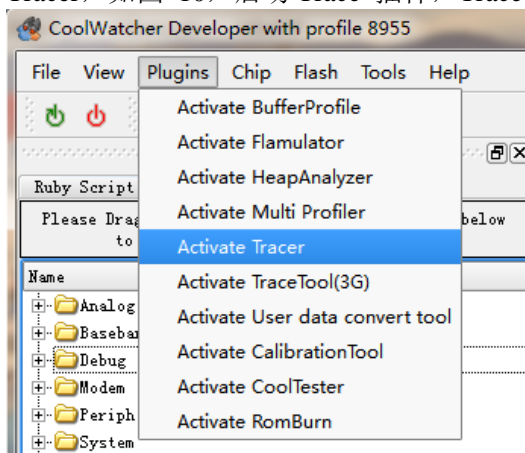 CoolWatcher Developer with profile 8955
File View Plugins Chip Flash Tools Help
Activate BufferProfile
Activate Flamulator
Activate HeapAnalyzer
Ruby Script
Activate Multi Profiler
Please Drag
below
to
Activate Tracer
Name
Activate TraceTool(3G)
Analog
Activate User data convert tool
Baseban
Debug
Activate CalibrationTool
Modem
Activate CoolTester
Periph
Activate RomBurn
System